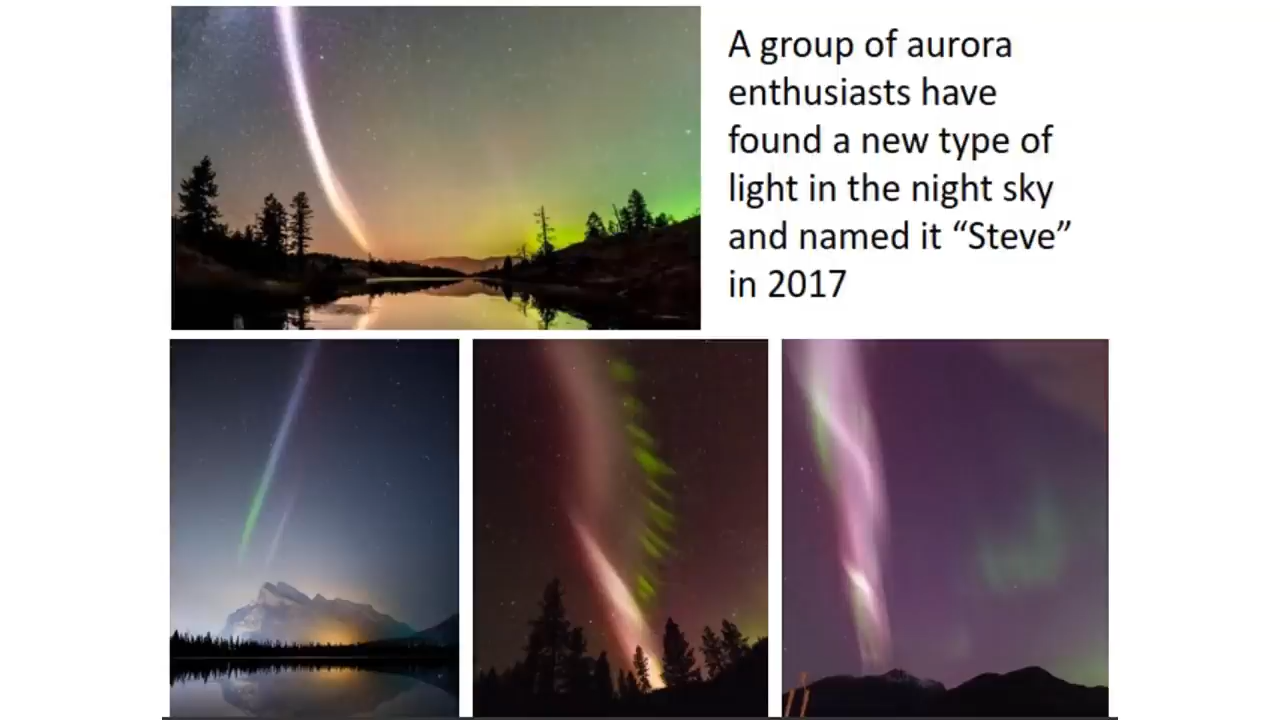 A group of aurora
enthusiasts have
found a new type of
light in the night sky
and named it “Steve”
in 2017